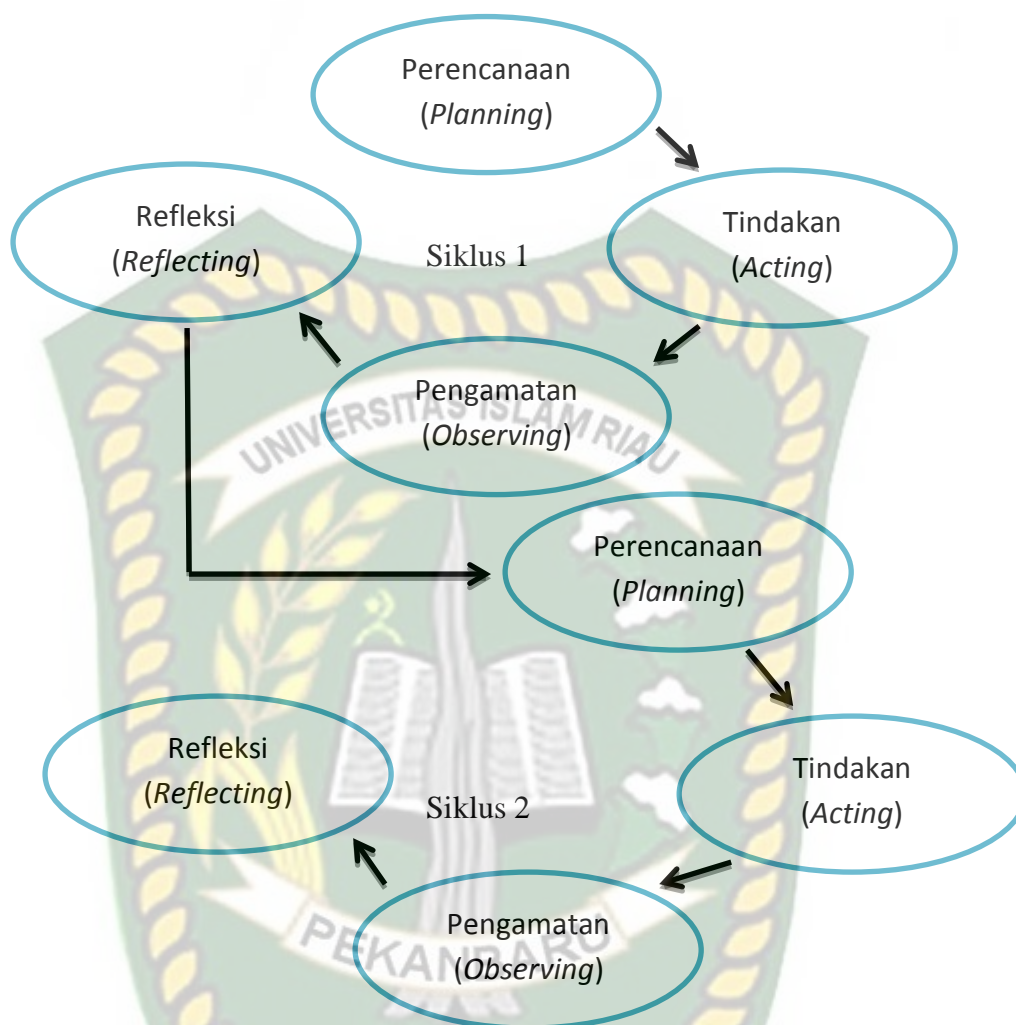 Perencanaan
(Planning)
Refleksi
(Reflecting)
Siklus 1
Tindakan
(Acting)
Pengamatan
(Observing)
UNIVERSITAS ISLAM RIAU
Perencanaan
(Planning)
Refleksi
(Reflecting)
Siklus 2
Tindakan
(Acting)
Pengamatan
(Observing)
PEKANBARU